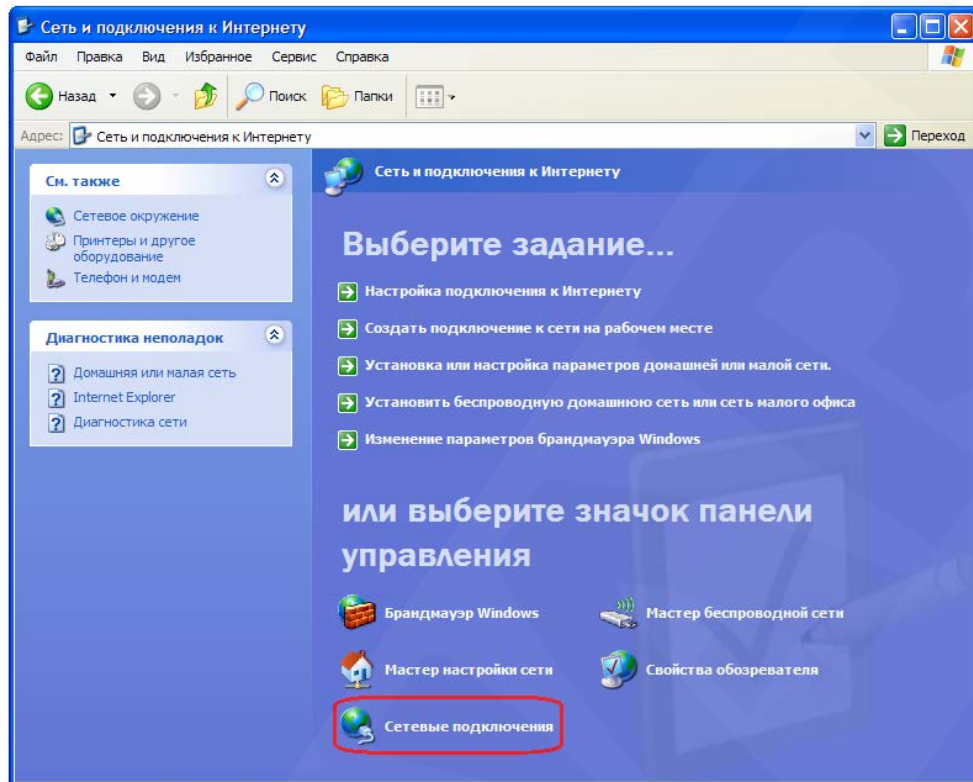 Сеть и подключения к Интернету
Файл Правка Вид Избранное Сервис Справка
Назад Поиск Папки
Адрес: Сеть и подключения к Интернету Переход
См. также
Сетевое окружение
Принтеры и другое
оборудование
Телефон и модем
Диагностика неполадок
Домашняя или малая сеть
Internet Explorer
Диагностика сети
Сеть и подключения к Интернету
Выберите задание...
Настройка подключения к Интернету
Создать подключение к сети на рабочем месте
Установка или настройка параметров домашней или малой сети.
Установить беспроводную домашнюю сеть или сеть малого офиса
Изменение параметров брандмауэра Windows
или выберите значок панели
управления
Брандмауэр Windows Мастер беспроводной сети
Мастер настройки сети Свойства обозревателя
Сетевые подключения